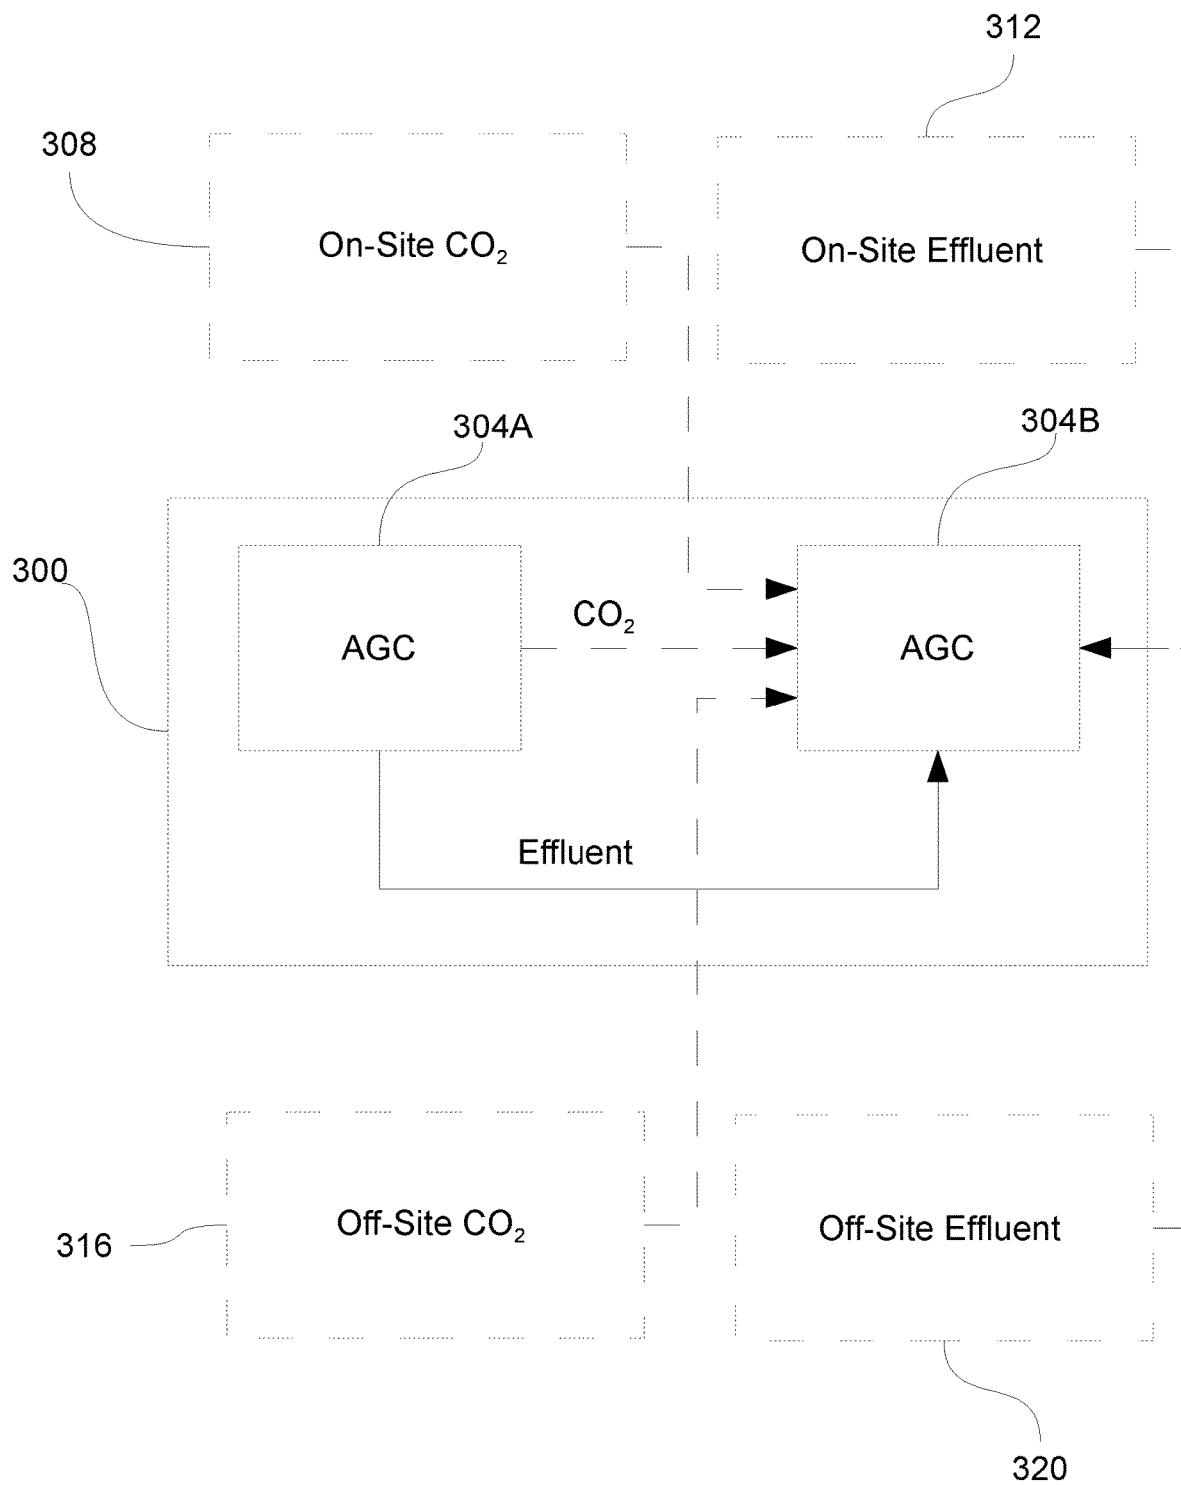 312
308
On-Site CO₂
On-Site Effluent
304A
304B
300
CO₂
AGC
AGC
Effluent
Off-Site CO₂
Off-Site Effluent
316
320